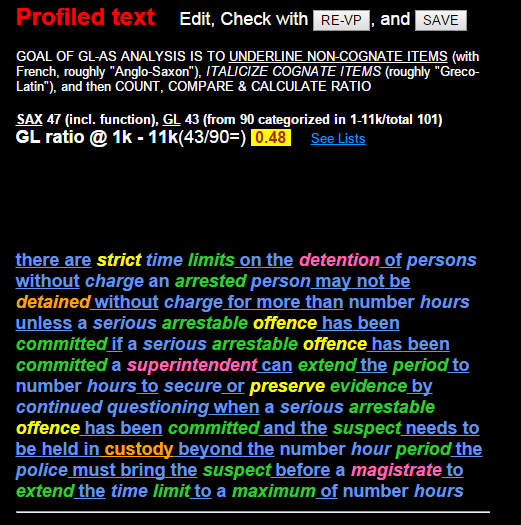 Profiled text Edit, Check with RE-VP, and SAVE
GOAL OF GL-AS ANALYSIS IS TO UNDERLINE NON-COGNATE ITEMS (with
French, roughly "Anglo-Saxon"), ITALICIZE COGNATE ITEMS (roughly "Greco-
Latin"), and then COUNT, COMPARE & CALCULATE RATIO
SAX 47 (incl. function), GL 43 (from 90 categorized in 1-11k/total 101)
GL ratio @ 1k - 11k(43/90=) 0.48 See Lists
there are strict time limits on the detention of persons
without charge an arrested person may not be
detained without charge for more than number hours
unless a serious arrestable offence has been
committed if a serious arrestable offence has been
committed a superintendent can extend the period to
number hours to secure or preserve evidence by
continued questioning when a serious arrestable
offence has been committed and the suspect needs to
be held in custody beyond the number hour period the
police must bring the suspect before a magistrate to
extend the time limit to a maximum of number hours